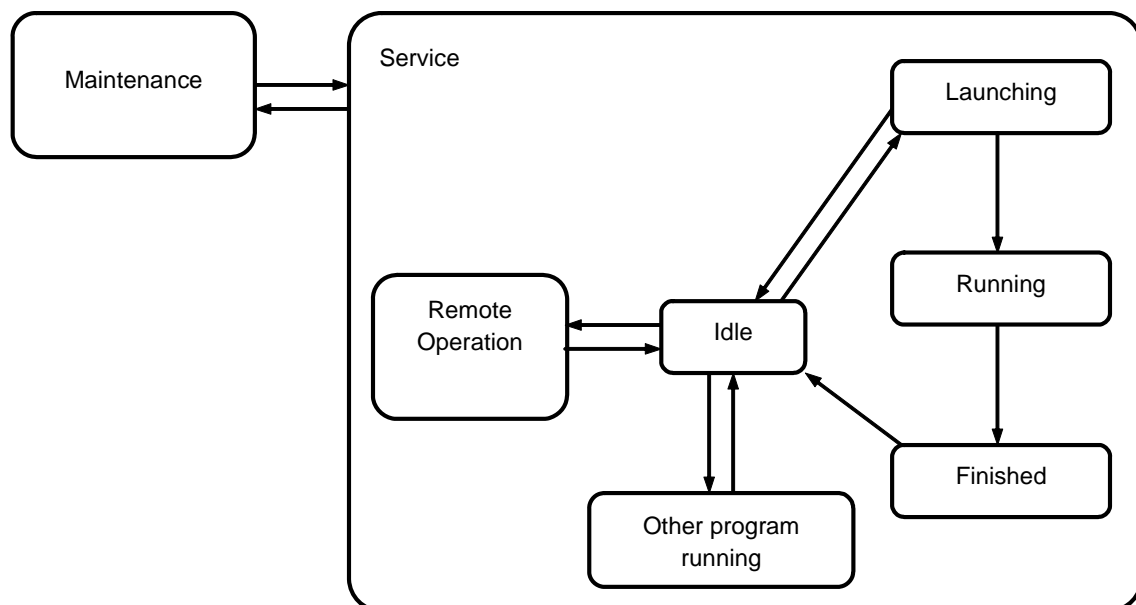 Maintenance
Service
Launching
Running
Remote
Operation
Idle
Finished
Other program
running